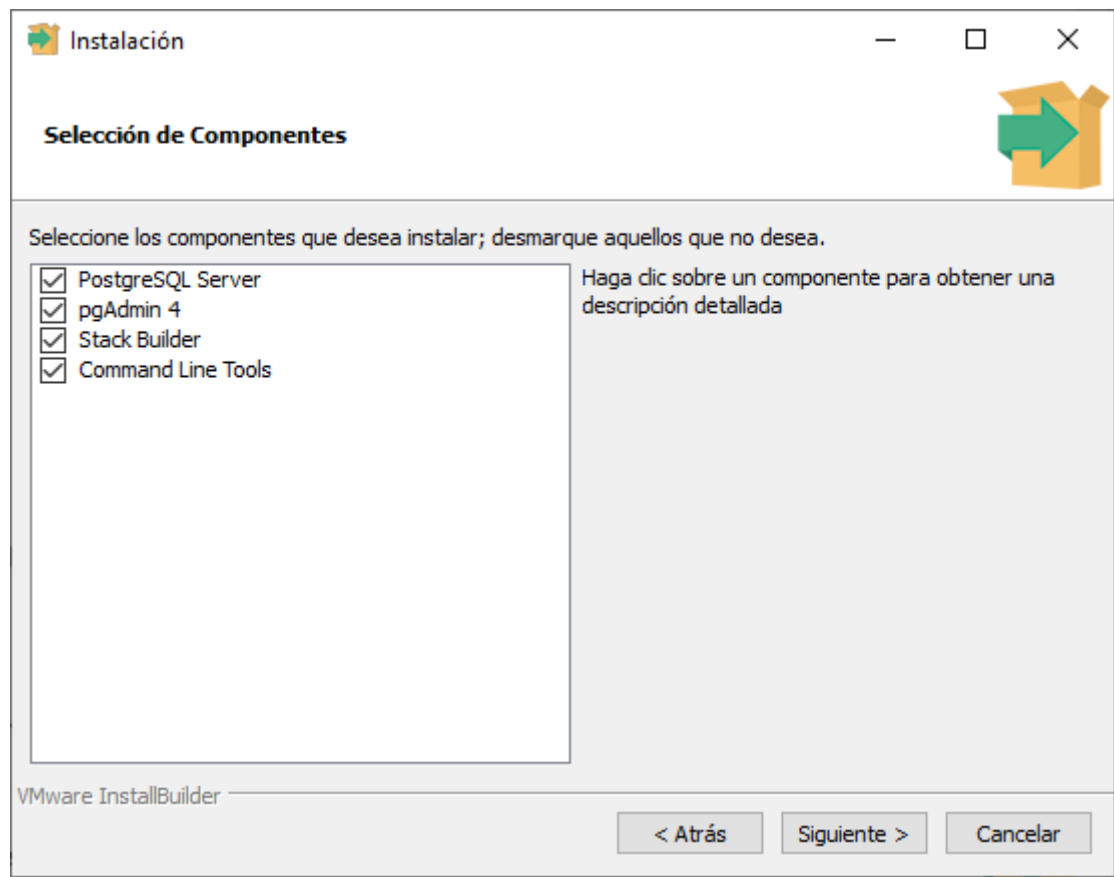 Instalación
Selección de Componentes
Seleccione los componentes que desea instalar; desmarque aquellos que no desea.
PostgreSQL Server
pgAdmin 4
Stack Builder
Command Line Tools
Haga clic sobre un componente para obtener una
descripción detallada
VMware InstallBuilder
< Atrás
Siguiente >
Cancelar